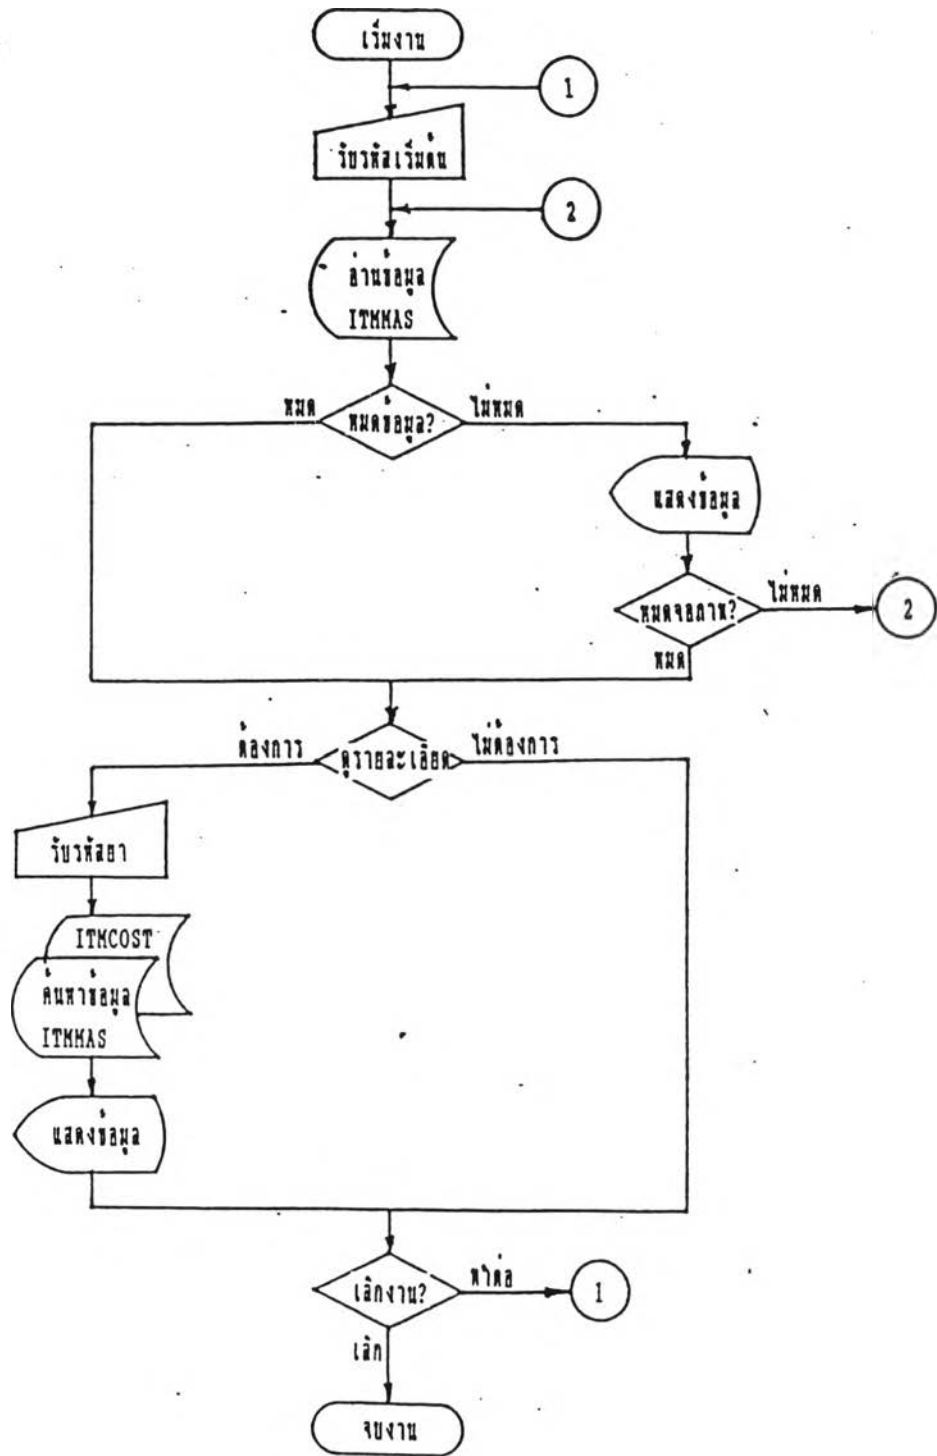 เริ่มงาน
1
รับรหัสเริ่มต้น
2
อ่านข้อมูล
ITMMAS
หมด
หมดข้อมูล?
ไม่หมด
แสดงข้อมูล
หมดจอภาพ?
ไม่หมด
2
หมด
ต้องการ
ดูรายละเอียด
ไม่ต้องการ
รับรหัสยา
ITMCOST
ค้นหาข้อมูล
ITMMAS
แสดงข้อมูล
เลิกงาน?
ทำต่อ
1
เลิก
จบงาน